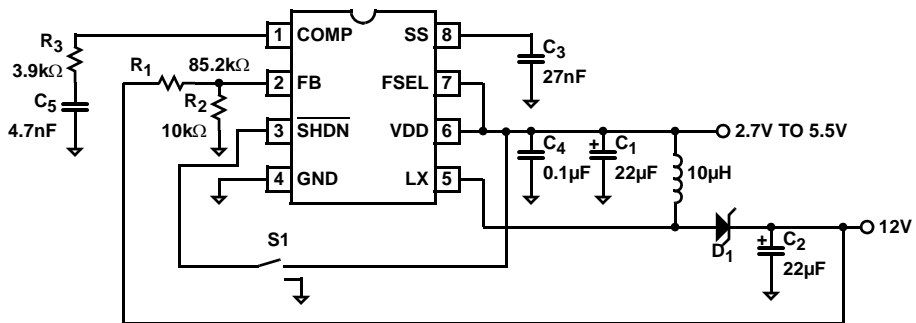 1 COMP SS 8
R3
3.9kΩ
R1 85.2kΩ
C3
27nF
2 FB FSEL 7
C5
4.7nF
R2
10kΩ
3 SHDN VDD 6
2.7V TO 5.5V
C4
0.1µF
+ C1
22µF
10µH
4 GND LX 5
12V
S1
D1
+ C2
22µF